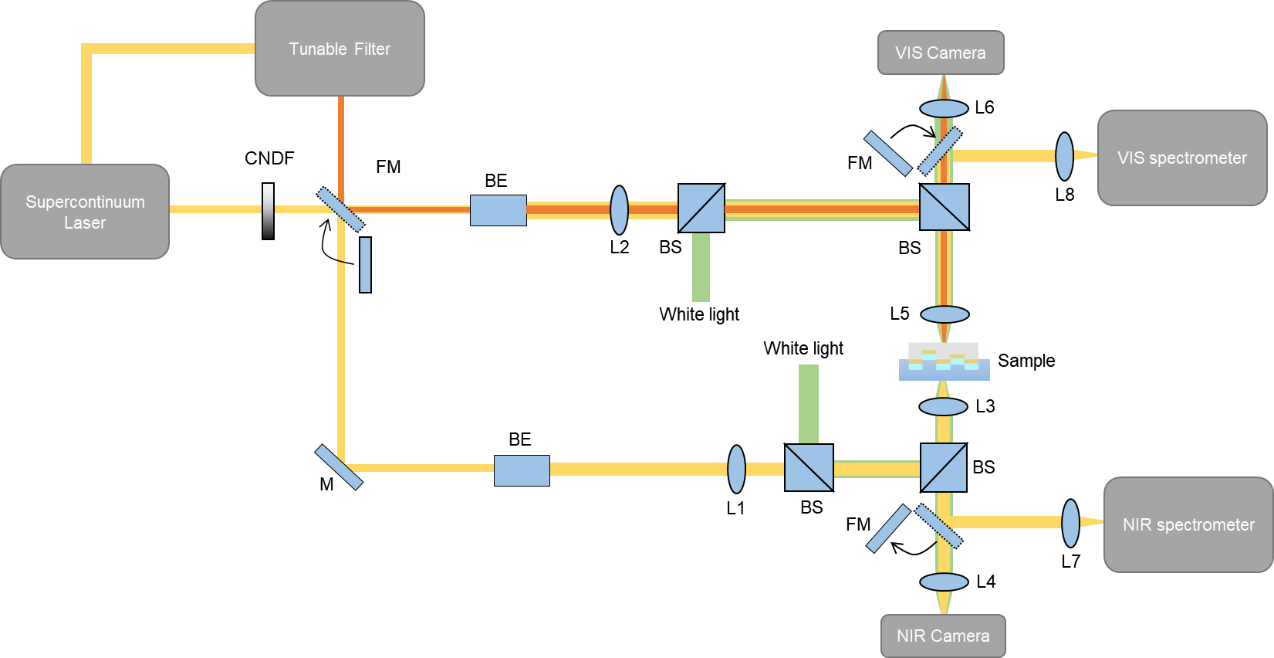 Tunable Filter
VIS Camera
L6
CNDF
FM
FM
VIS spectrometer
L8
Supercontinuum
Laser
BE
L2
BS
BS
White light
L5
White light
Sample
L3
BE
M
L1
BS
BS
FM
NIR spectrometer
L7
L4
NIR Camera